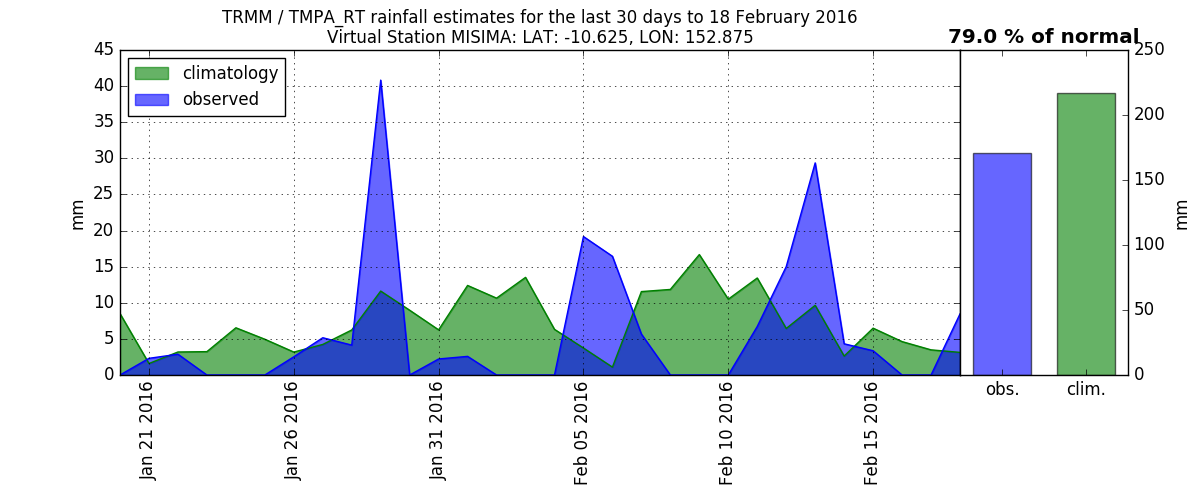 TRMM / TMPA_RT rainfall estimates for the last 30 days to 18 February 2016
Virtual Station MISIMA: LAT: -10.625, LON: 152.875
79.0 % of normal
climatology
observed
45
40
35
30
25
20
15
10
5
0
mm
Jan 21 2016
Jan 26 2016
Jan 31 2016
Feb 05 2016
Feb 10 2016
Feb 15 2016
250
200
150
100
50
0
mm
obs.
clim.